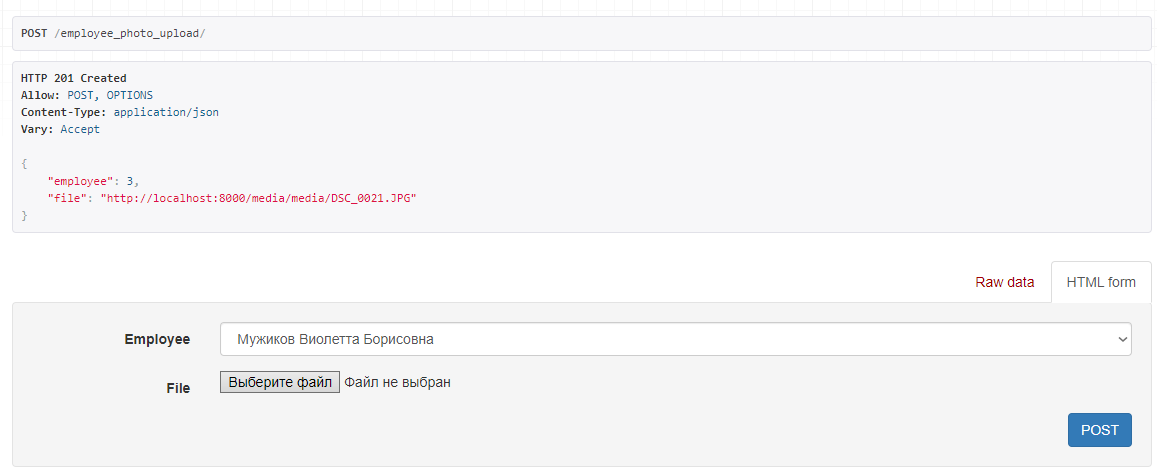 POST /employee_photo_upload/
HTTP 201 Created
Allow: POST, OPTIONS
Content-Type: application/json
Vary: Accept
{
    "employee": 3,
    "file": "http://localhost:8000/media/media/DSC_0021.JPG"
}
Raw data HTML form
Employee Мужиков Виолетта Борисовна
File Выберите файл Файл не выбран
POST